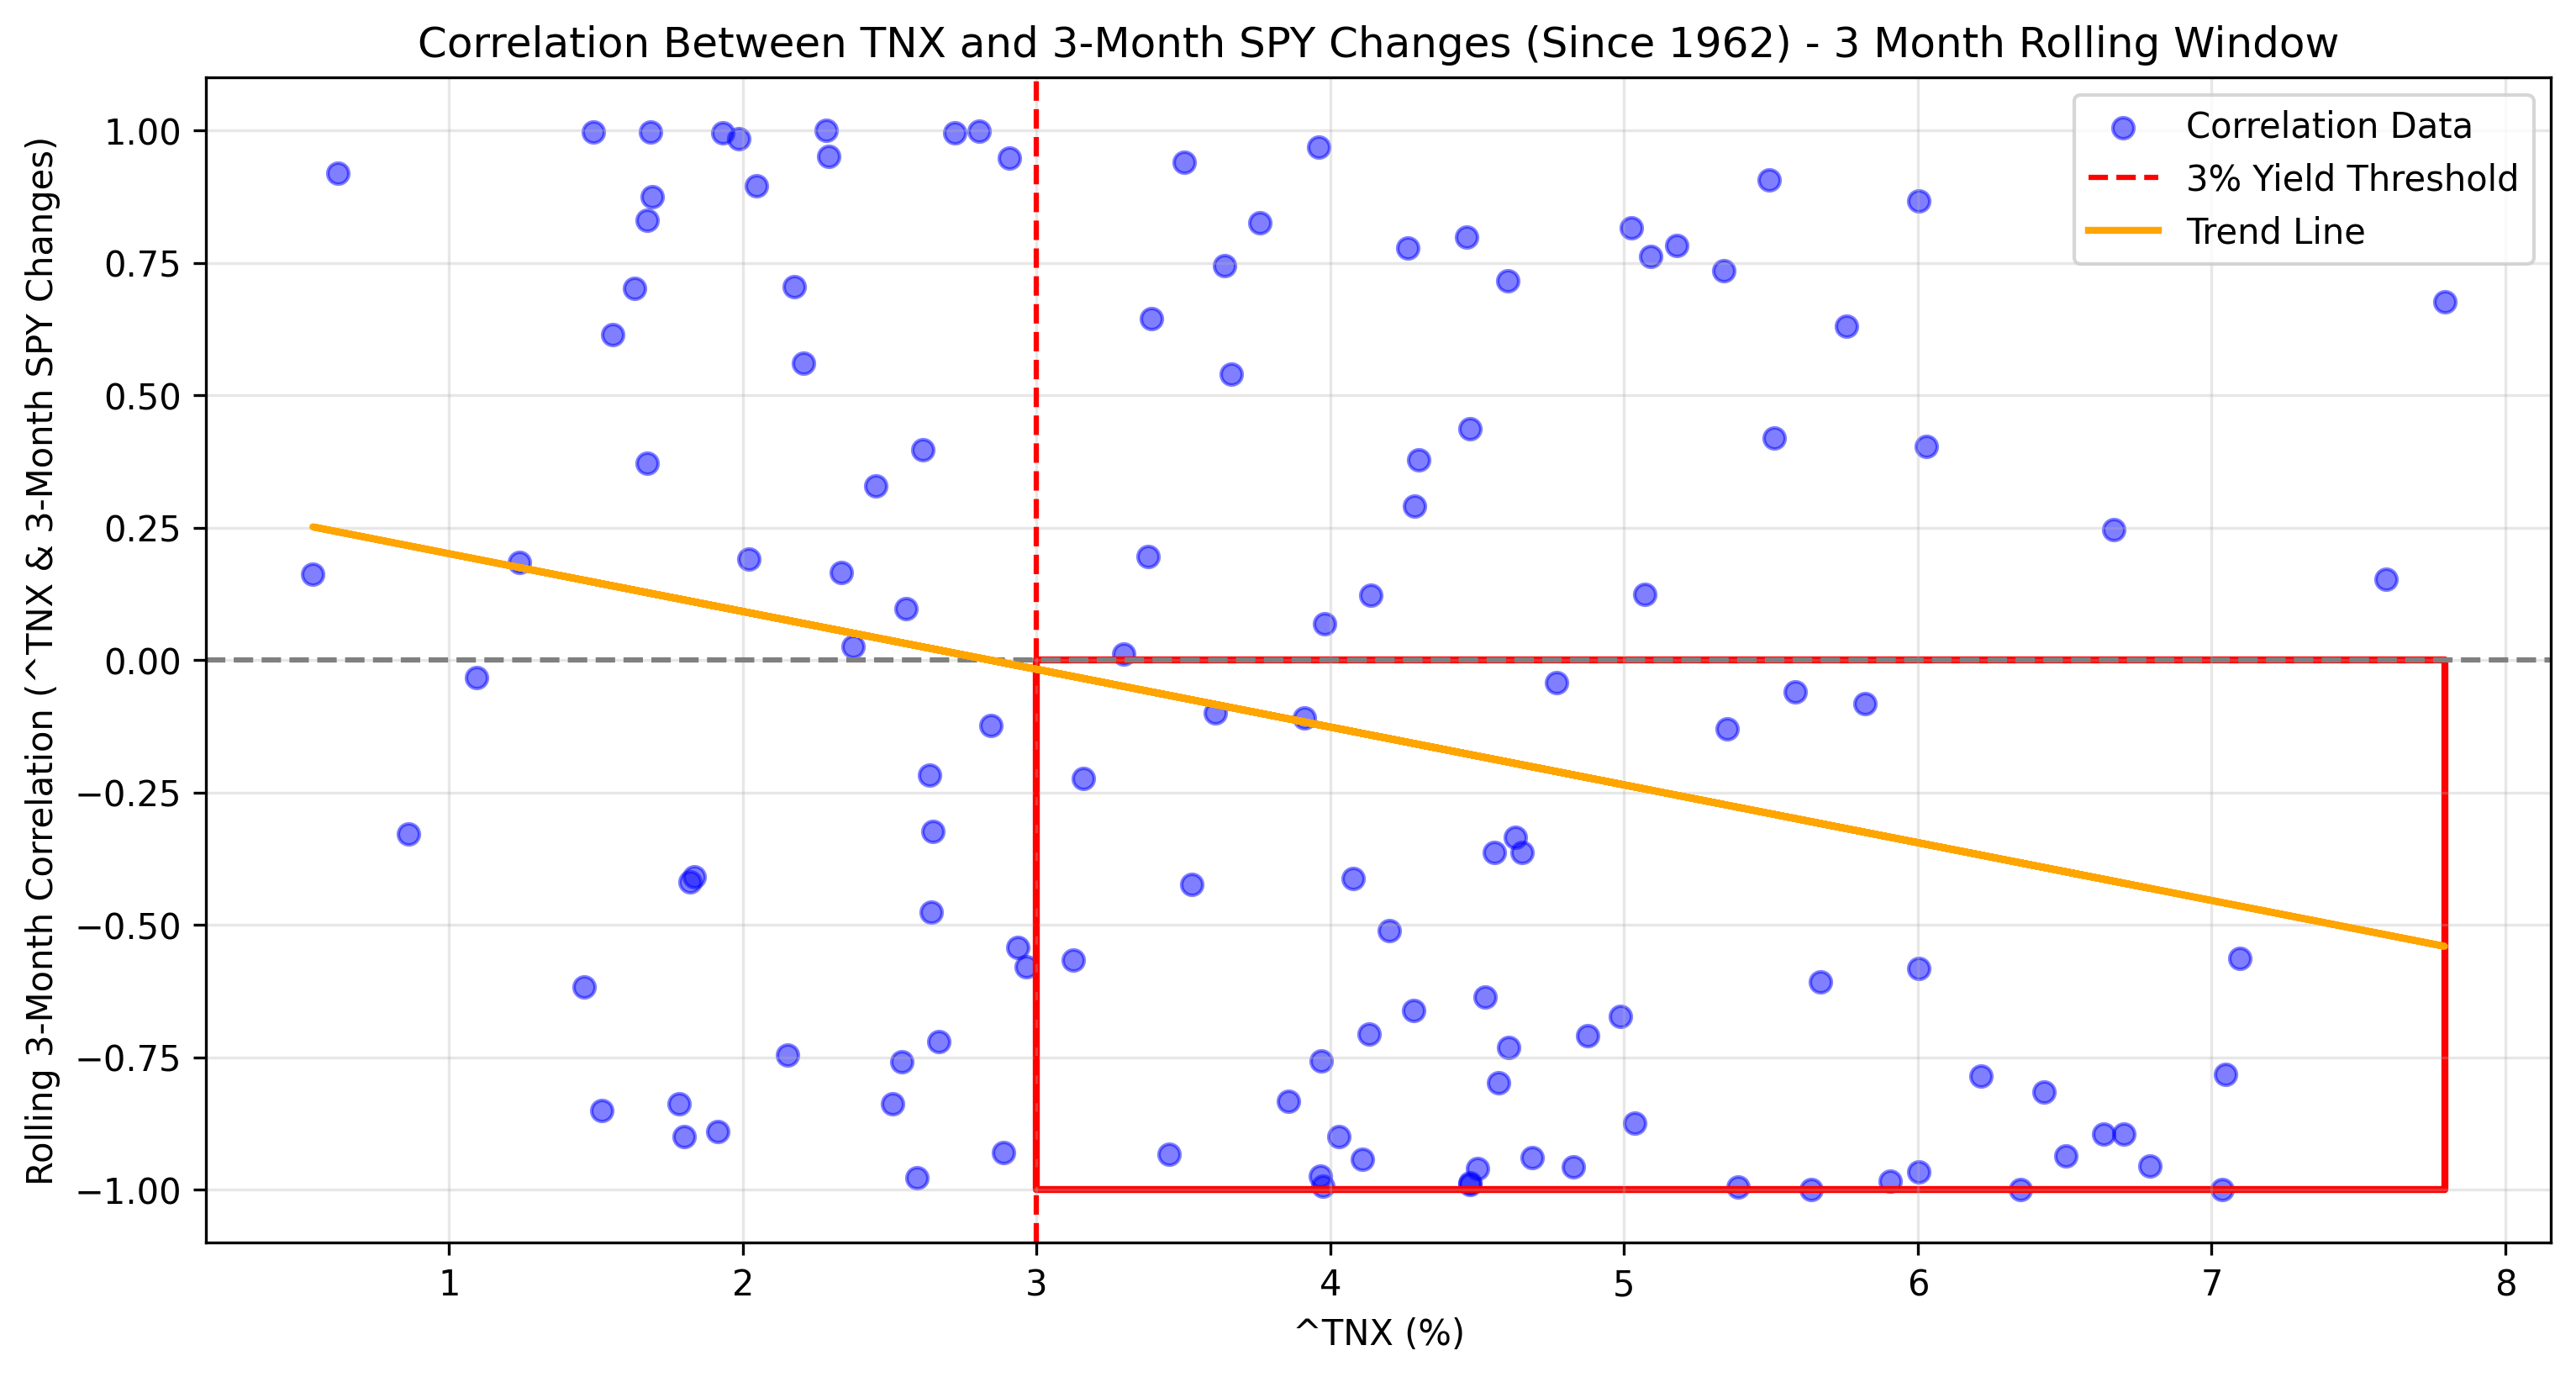 Correlation Between TNX and 3-Month SPY Changes (Since 1962) - 3 Month Rolling Window
Rolling 3-Month Correlation (^TNX & 3-Month SPY Changes)
1.00
0.75
0.50
0.25
0.00
−0.25
−0.50
−0.75
−1.00
Correlation Data
3% Yield Threshold
Trend Line
1 2 3 4 5 6 7 8
^TNX (%)